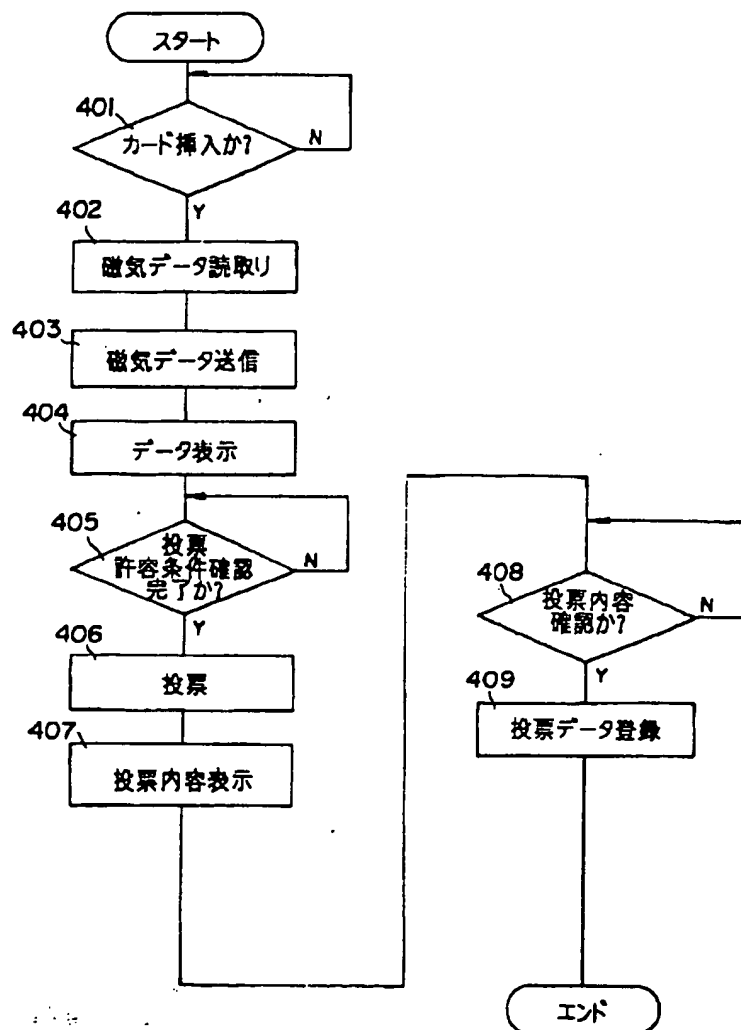 スタート
401
カード挿入か?
N
Y
402
磁気データ読取り
403
磁気データ送信
404
データ表示
405
投票
許容条件確認
完了か?
N
Y
406
投票
407
投票内容表示
408
投票内容
確認か?
N
Y
409
投票データ登録
エンド